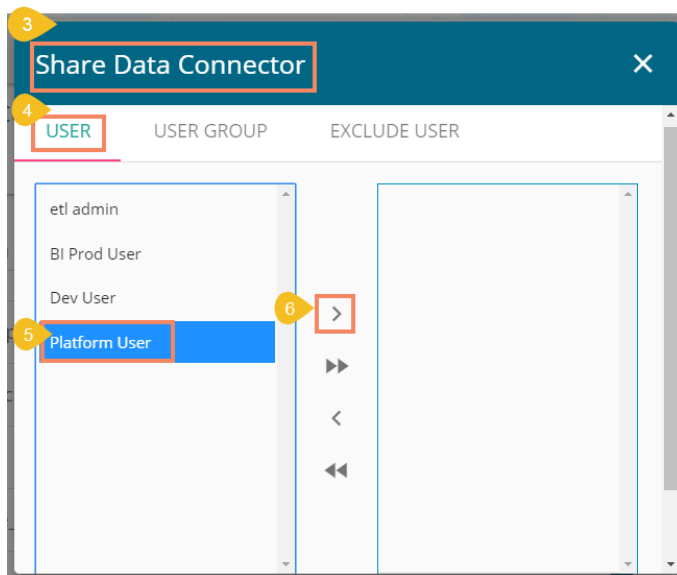 3
Share Data Connector
4
USER USER GROUP EXCLUDE USER
etl admin
BI Prod User
Dev User
6
5
Platform User